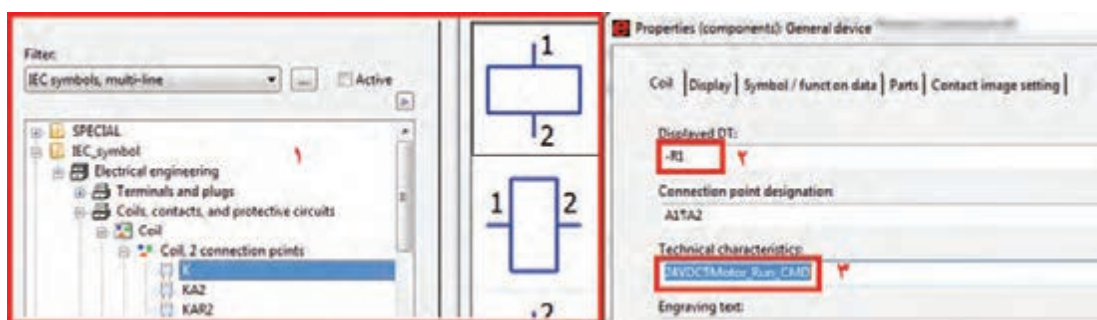 Filter:
IEC symbols, multi-line
...
Active
SPECIAL
IEC_symbol
۱
Electrical engineering
Terminals and plugs
Coils, contacts, and protective circuits
Coil
Coil, 2 connection points
K
KA2
KAR2
1
2
1 2
2
Properties (components): General device
Coil Display Symbol / function data Parts Contact image setting
Displayed DT:
-R1
۲
Connection point designation:
A1¶A2
Technical characteristics:
24VDC¶Motor_Run_CMD
۳
Engraving text: